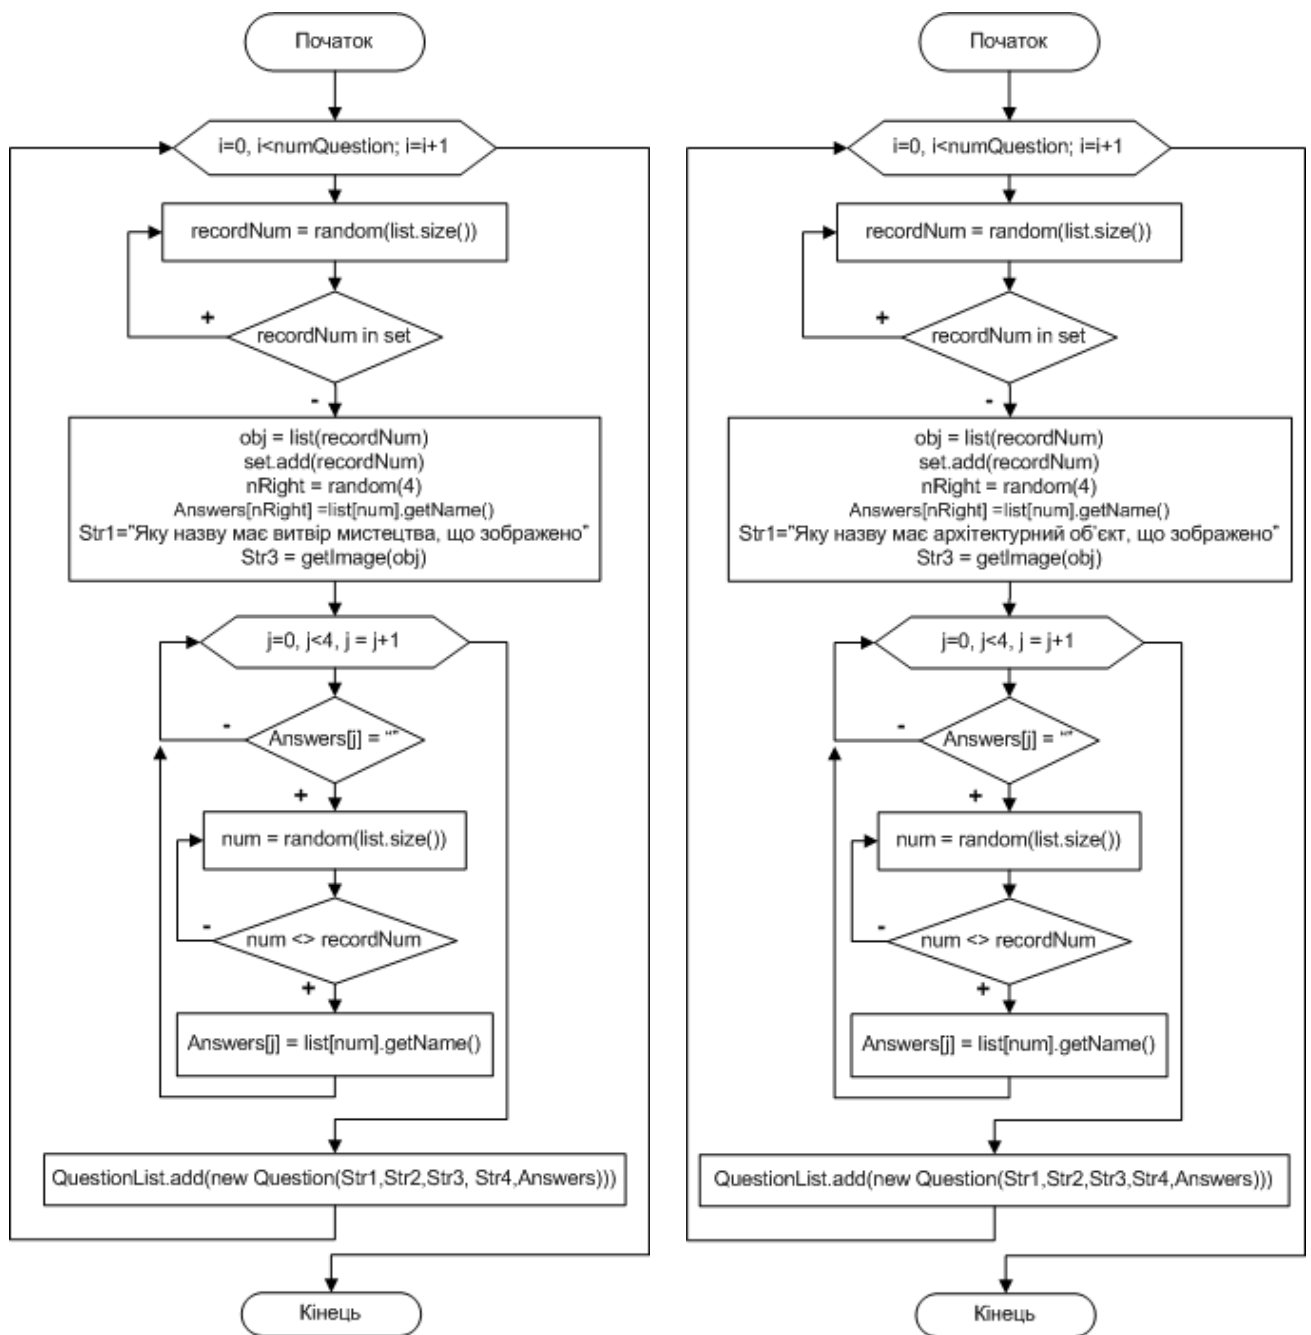 Початок
i=0, i<numQuestion; i=i+1
recordNum = random(list.size())
+
recordNum in set
-
obj = list(recordNum)
set.add(recordNum)
nRight = random(4)
Answers[nRight] =list[num].getName()
Str1="Яку назву має витвір мистецтва, що зображено"
Str3 = getImage(obj)
j=0, j<4, j = j+1
-
Answers[j] = “”
+
num = random(list.size())
-
num <> recordNum
+
Answers[j] = list[num].getName()
QuestionList.add(new Question(Str1,Str2,Str3, Str4,Answers)))
Кінець
Початок
i=0, i<numQuestion; i=i+1
recordNum = random(list.size())
+
recordNum in set
-
obj = list(recordNum)
set.add(recordNum)
nRight = random(4)
Answers[nRight] =list[num].getName()
Str1="Яку назву має архітектурний об’єкт, що зображено"
Str3 = getImage(obj)
j=0, j<4, j = j+1
-
Answers[j] = “”
+
num = random(list.size())
-
num <> recordNum
+
Answers[j] = list[num].getName()
QuestionList.add(new Question(Str1,Str2,Str3,Str4,Answers)))
Кінець